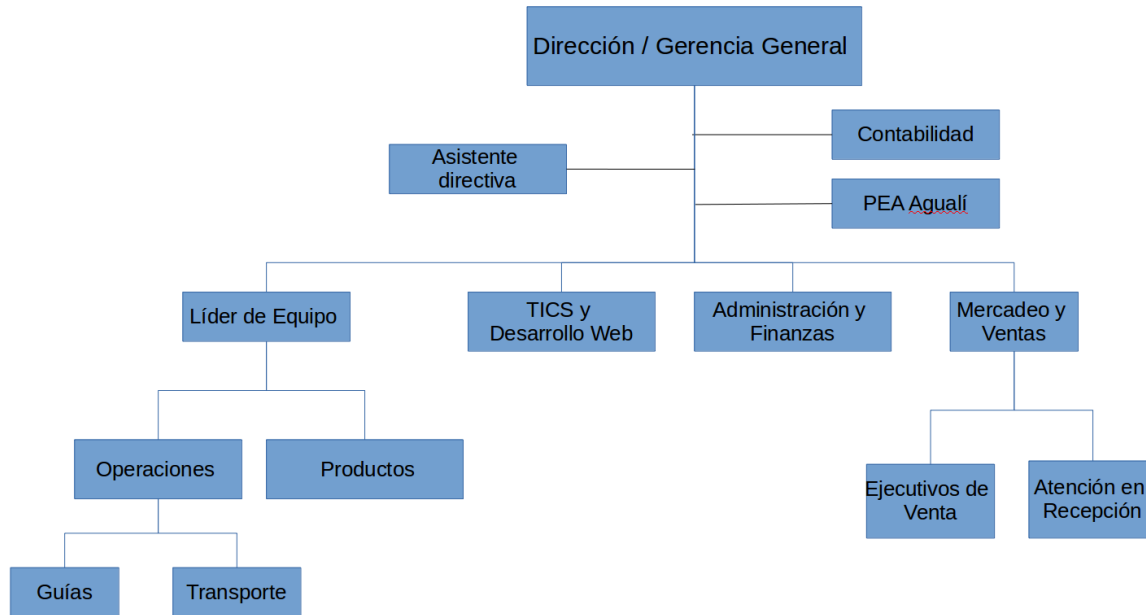 Dirección / Gerencia General
Contabilidad
Asistente
directiva
PEA Agualí
Líder de Equipo
TICS y
Desarrollo Web
Administración y
Finanzas
Mercadeo y
Ventas
Operaciones
Productos
Ejecutivos de
Venta
Atención en
Recepción
Guías
Transporte